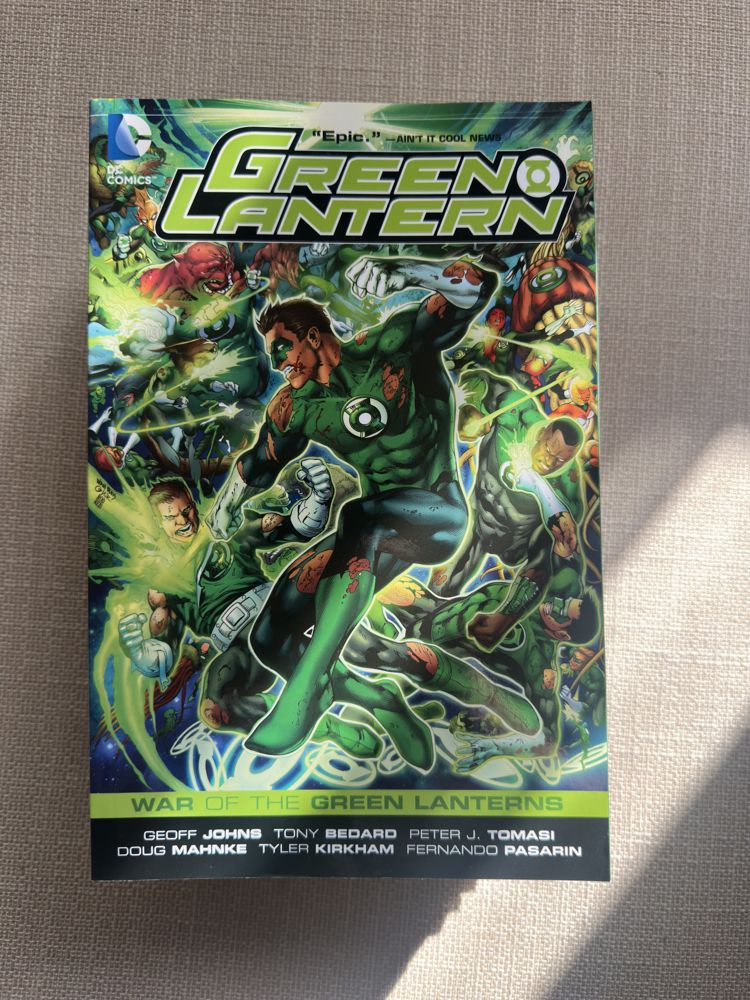 "Epic." —AIN'T IT COOL NEWS
DC
COMICS™
GREEN
LANTERN
WAR OF THE GREEN LANTERNS
GEOFF JOHNS TONY BEDARD PETER J. TOMASI
DOUG MAHNKE TYLER KIRKHAM FERNANDO PASARIN